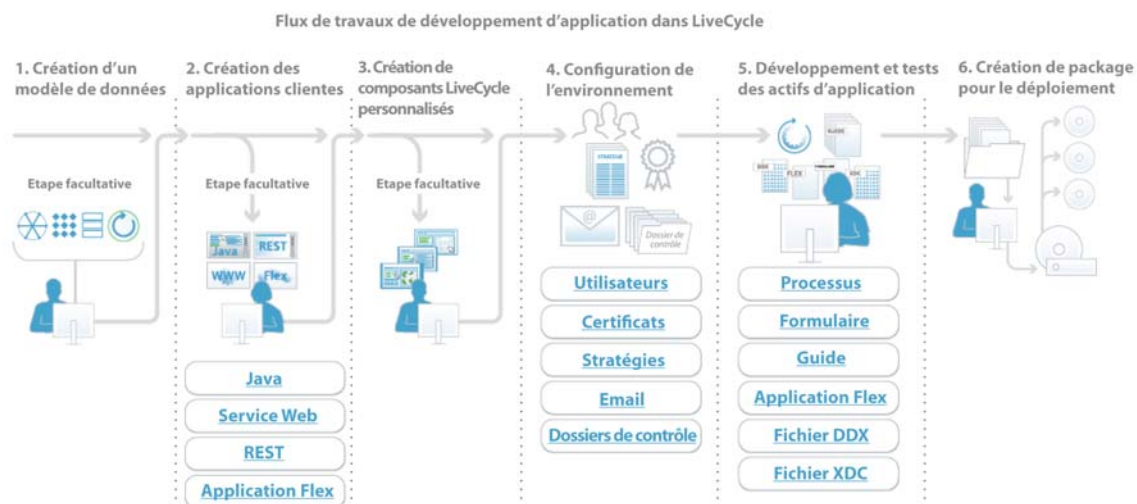 Flux de travaux de développement d’application dans LiveCycle
1. Création d’un
modèle de données
Etape facultative
2. Création des
applications clientes
Etape facultative
Java
REST
WWW
Flex
Java
Service Web
REST
Application Flex
3. Création de
composants LiveCycle
personnalisés
Etape facultative
4. Configuration de
l’environnement
STRATEGIE
@
Dossier de
contrôle
Utilisateurs
Certificats
Stratégies
Email
Dossiers de contrôle
5. Développement et tests
des actifs d’application
GUIDE
DDX
FLEX
XDC
Processus
Formulaire
Guide
Application Flex
Fichier DDX
Fichier XDC
6. Création de package
pour le déploiement